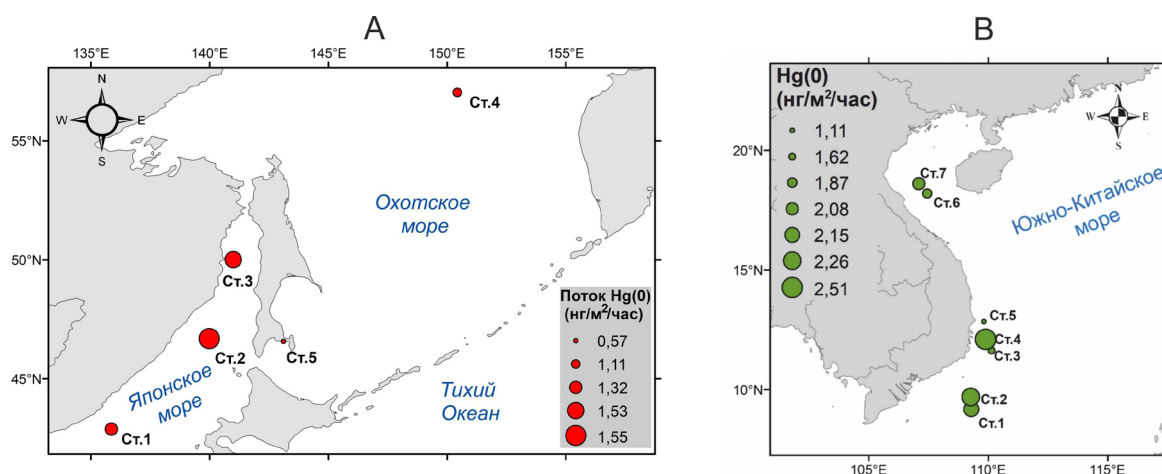 A
135°E
140°E
145°E
150°E
155°E
N
W
E
S
55°N
50°N
45°N
Ст.4
Охотское
море
Ст.3
Ст.2
Ст.5
Японское
море
Ст.1
Тихий
Океан
Поток Hg(0)
(нг/м²/час)
0,57
1,11
1,32
1,53
1,55
B
Hg(0)
(нг/м²/час)
1,11
1,62
1,87
2,08
2,15
2,26
2,51
N
W
E
S
20°N
15°N
10°N
Ст.7
Ст.6
Южно-Китайское
море
Ст.5
Ст.4
Ст.3
Ст.2
Ст.1
105°E
110°E
115°E